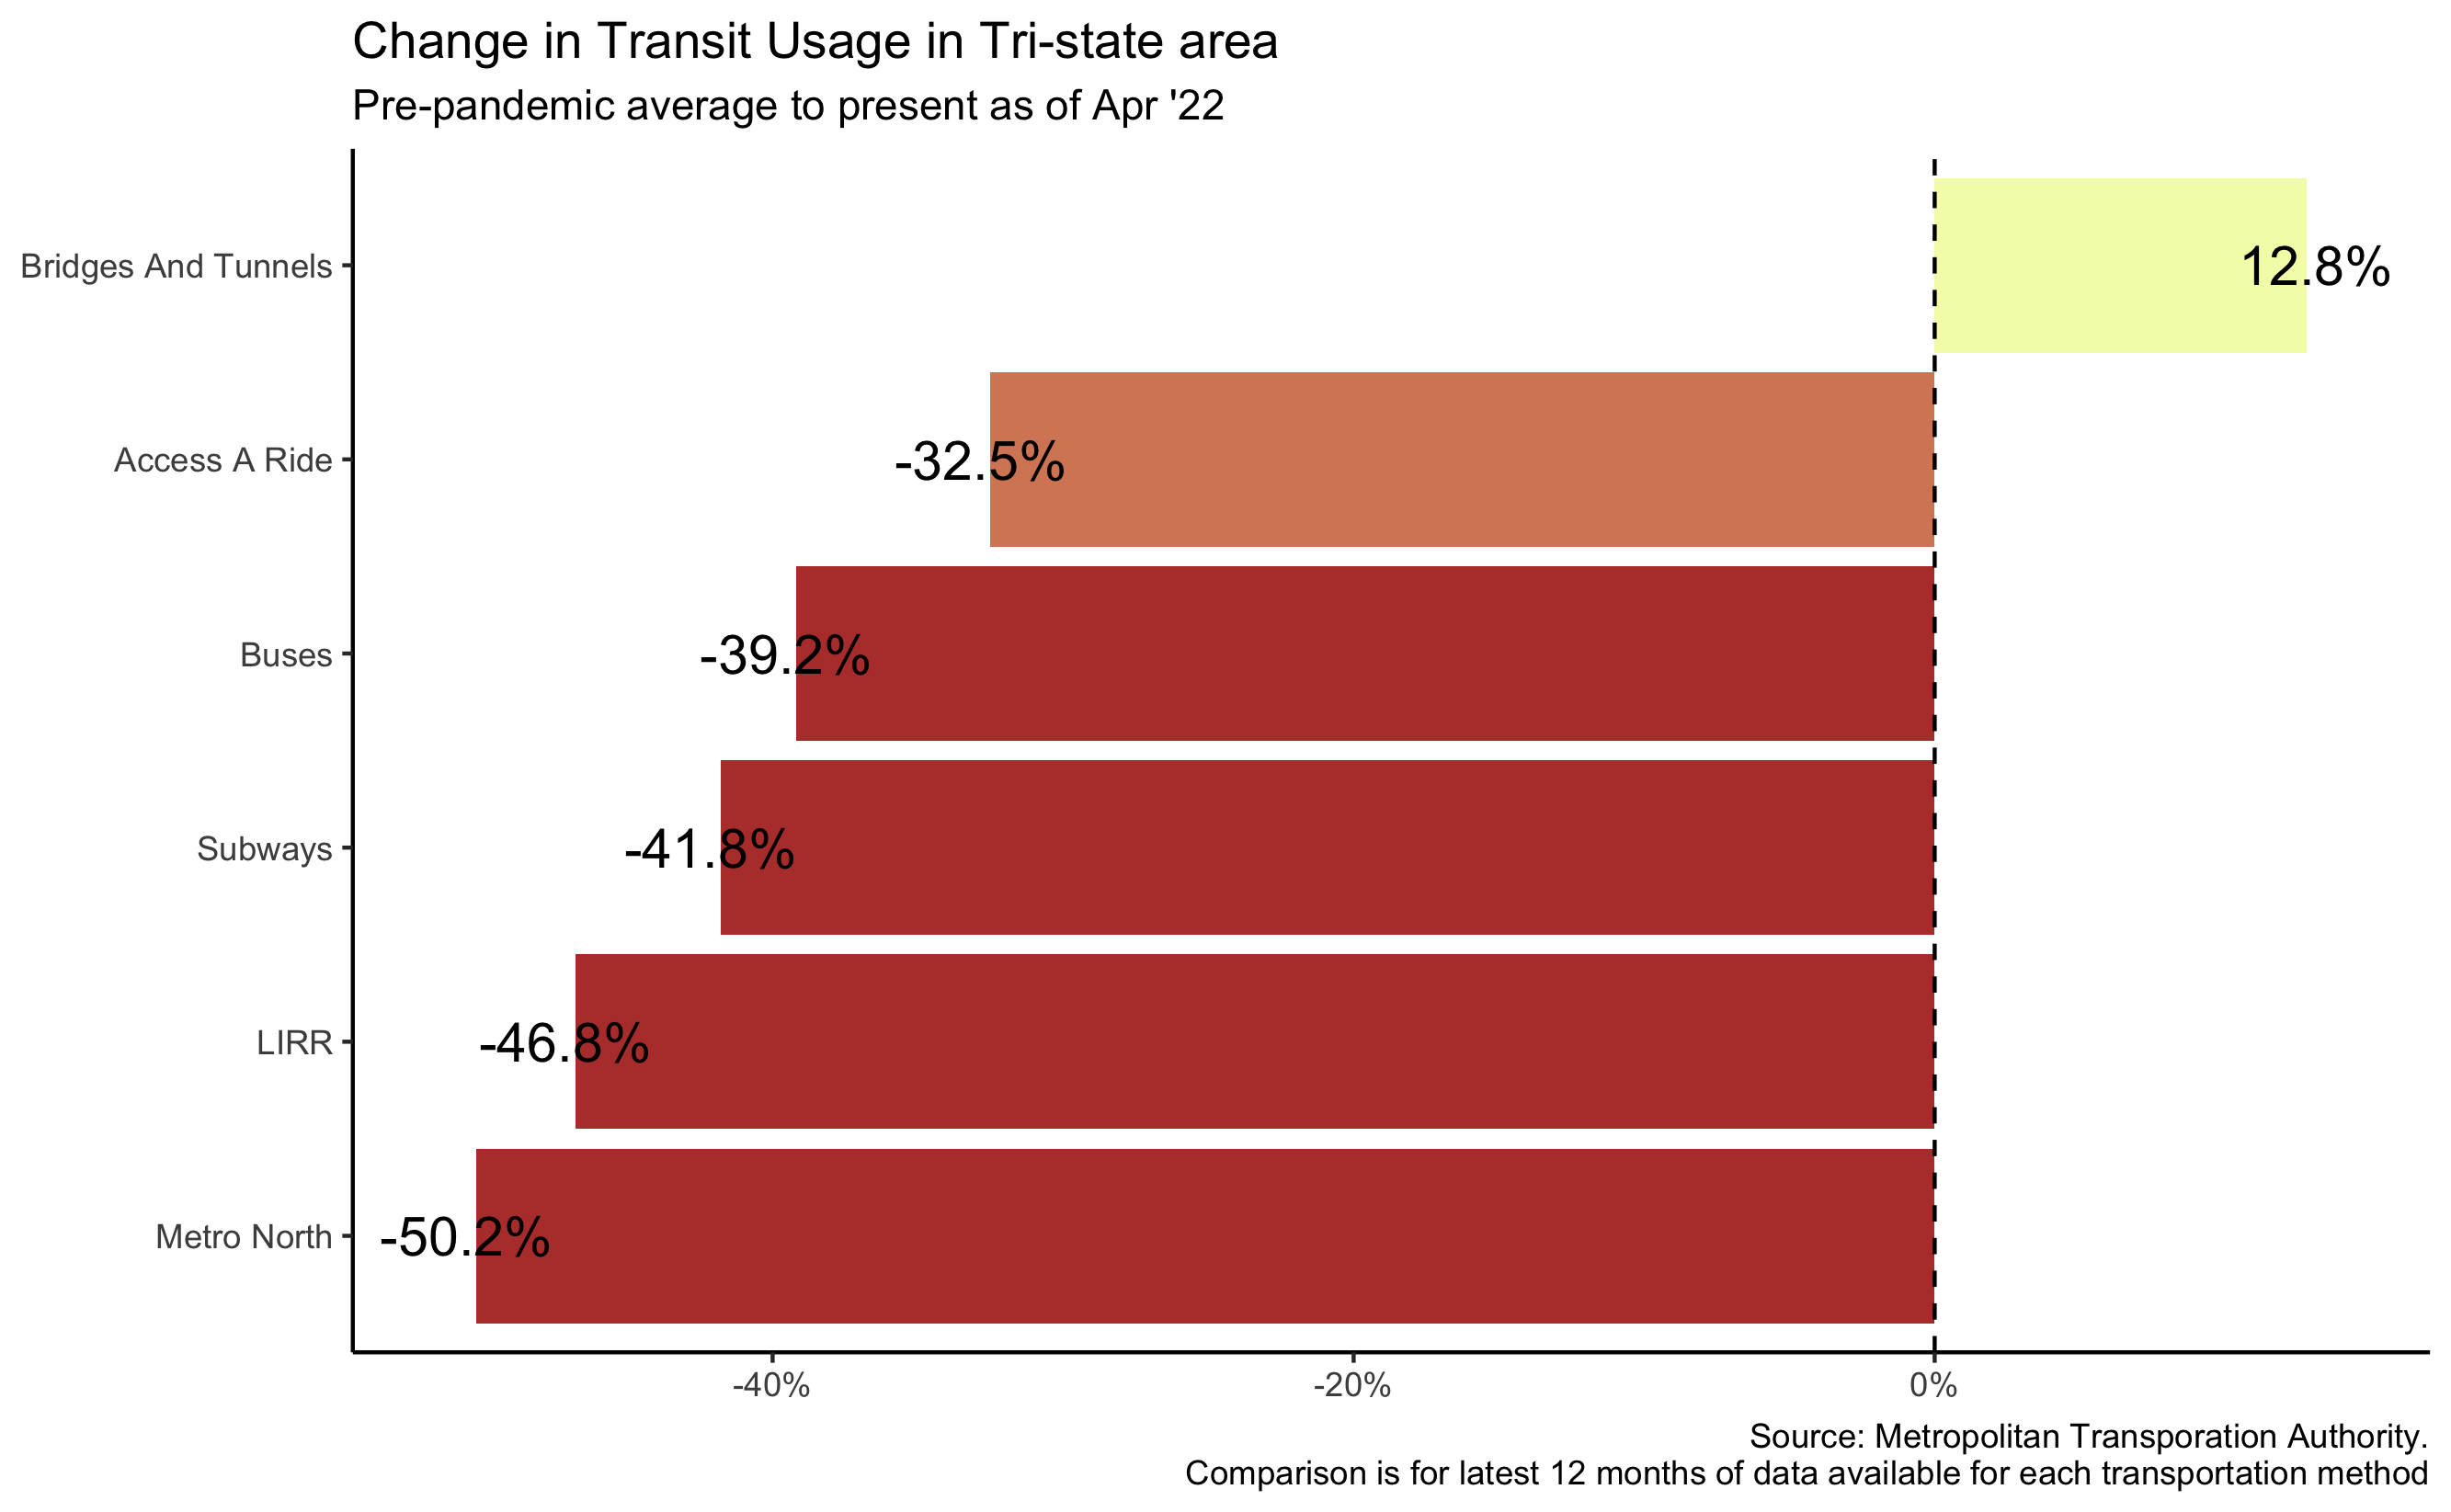 Change in Transit Usage in Tri-state area
Pre-pandemic average to present as of Apr '22
Bridges And Tunnels
12.8%
Access A Ride
-32.5%
Buses
-39.2%
Subways
-41.8%
LIRR
-46.8%
Metro North
-50.2%
-40%
-20%
0%
Source: Metropolitan Transporation Authority.
Comparison is for latest 12 months of data available for each transportation method